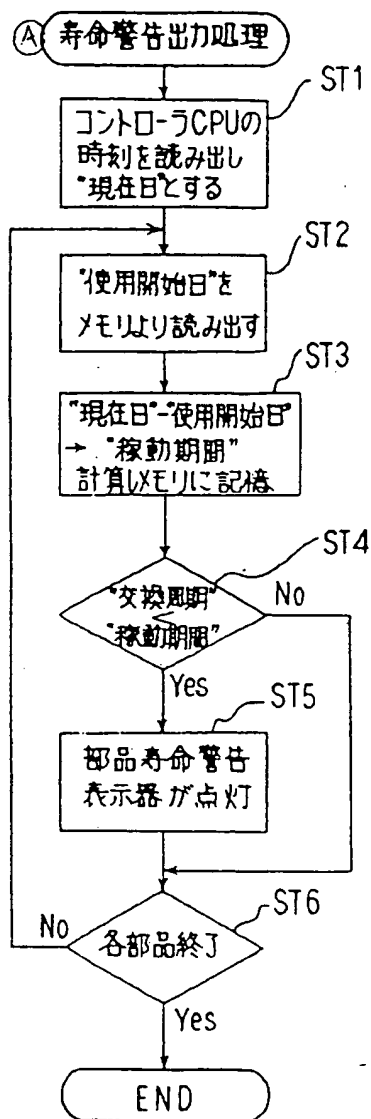 Ⓐ 寿命警告出力処理
ST1
コントローラCPUの
時刻を読み出し
"現在日"とする
ST2
"使用開始日"を
メモリより読み出す
ST3
"現在日"-"使用開始日"
→ "稼動期間"
計算しメモリに記憶
ST4
"交換周期"
<
"稼動期間"
No
Yes
ST5
部品寿命警告
表示器が点灯
ST6
No
各部品終了
Yes
END